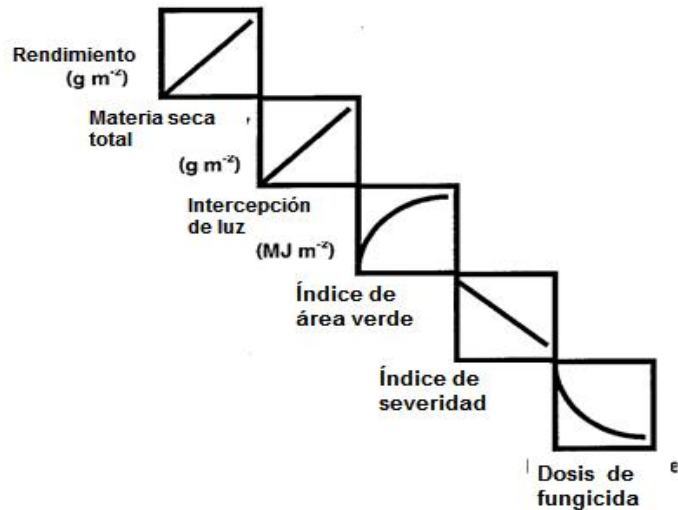 Rendimiento
(g m⁻²)
Materia seca
total
(g m⁻²)
Intercepción
de luz
(MJ m⁻²)
Índice de
área verde
Índice de
severidad
Dosis de
fungicida